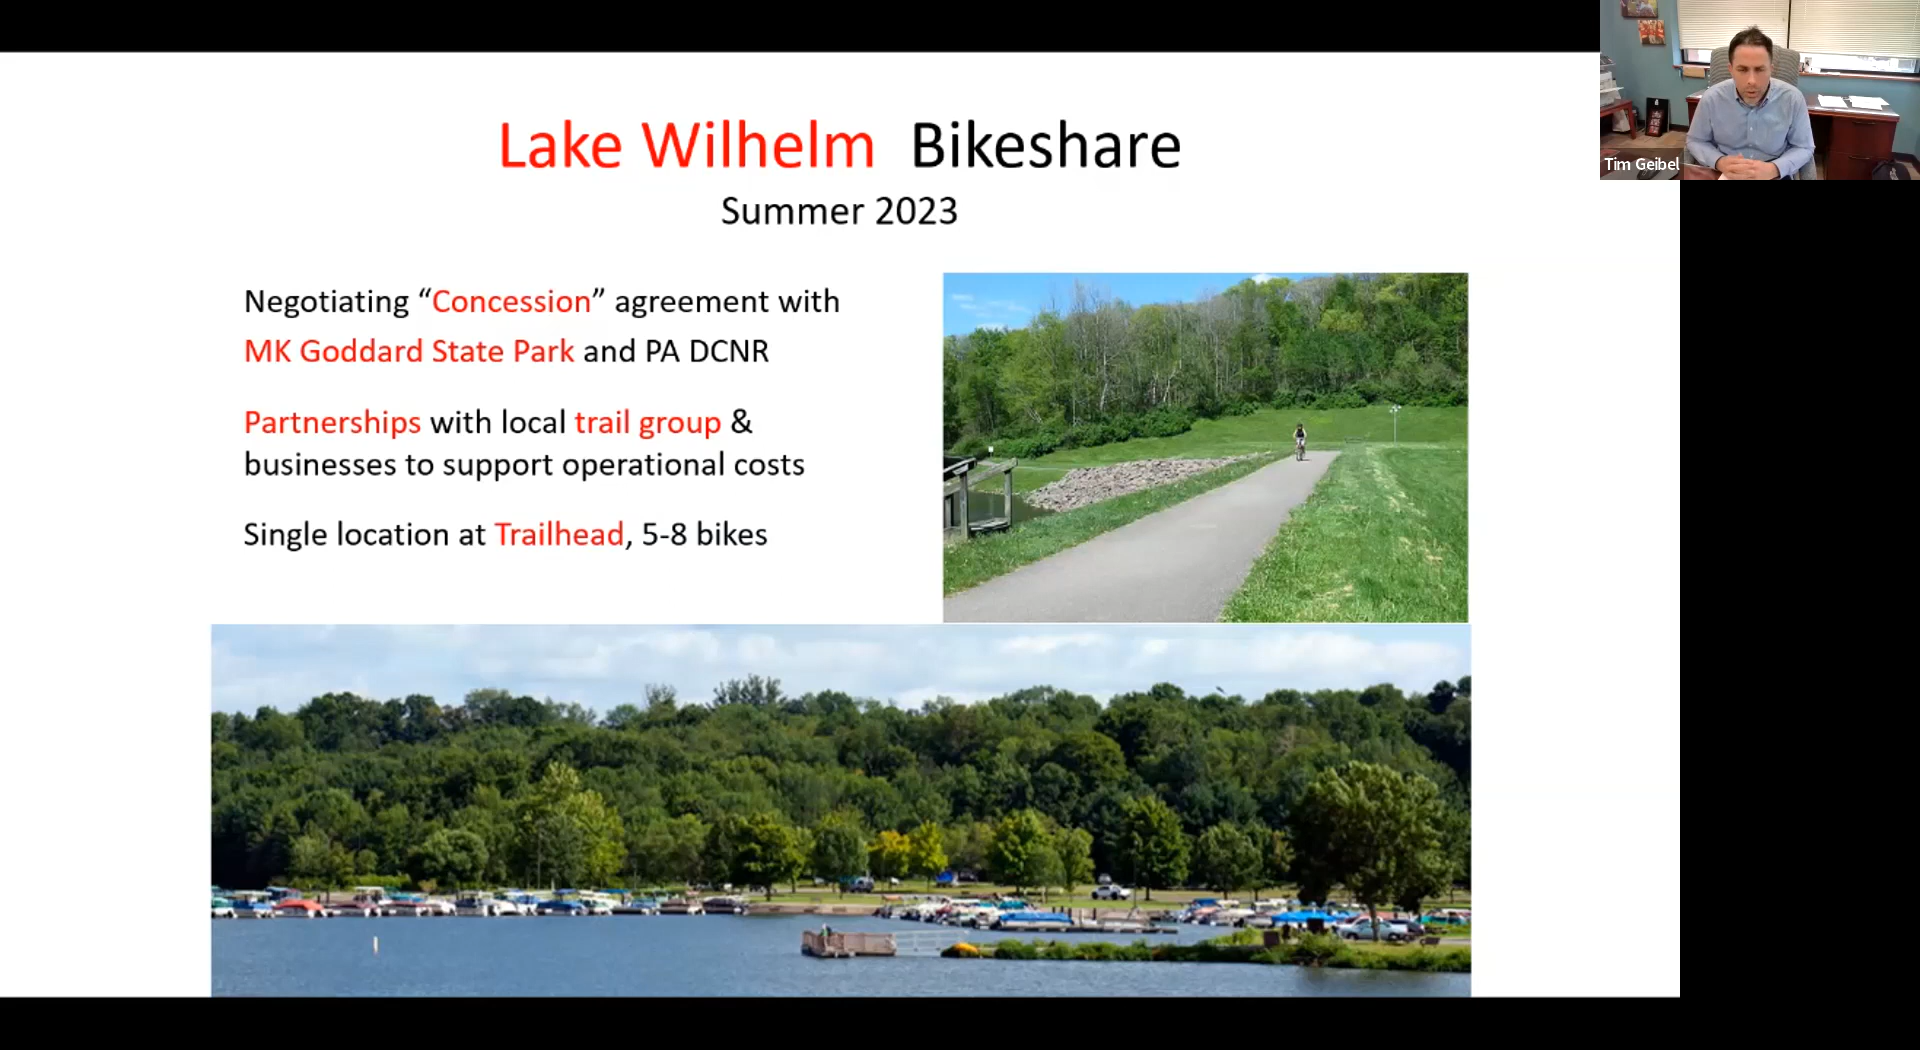 Lake Wilhelm Bikeshare
Summer 2023
Negotiating “Concession” agreement with
MK Goddard State Park and PA DCNR
Partnerships with local trail group &
businesses to support operational costs
Single location at Trailhead, 5-8 bikes
Tim Geibel